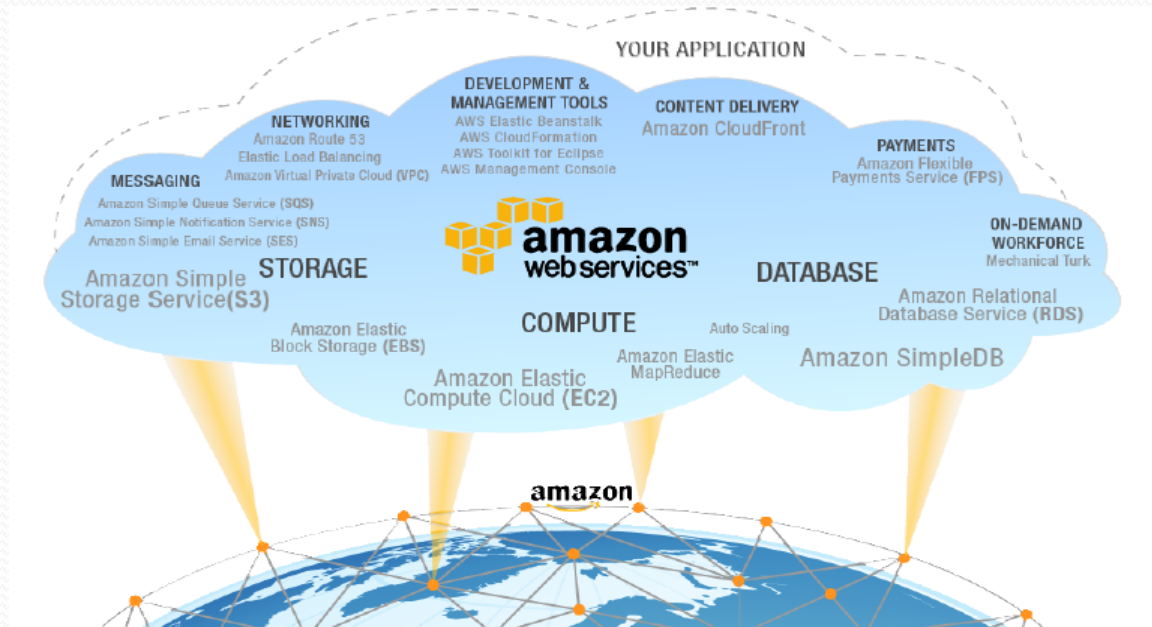 YOUR APPLICATION
DEVELOPMENT &
MANAGEMENT TOOLS
AWS Elastic Beanstalk
AWS CloudFormation
AWS Toolkit for Eclipse
AWS Management Console
CONTENT DELIVERY
Amazon CloudFront
NETWORKING
Amazon Route 53
Elastic Load Balancing
Amazon Virtual Private Cloud (VPC)
PAYMENTS
Amazon Flexible
Payments Service (FPS)
MESSAGING
Amazon Simple Queue Service (SQS)
Amazon Simple Notification Service (SNS)
Amazon Simple Email Service (SES)
ON-DEMAND
WORKFORCE
Mechanical Turk
amazon
webservices™
STORAGE
Amazon Simple
Storage Service(S3)
Amazon Elastic
Block Storage (EBS)
COMPUTE
Auto Scaling
Amazon Elastic
MapReduce
Amazon Elastic
Compute Cloud (EC2)
DATABASE
Amazon Relational
Database Service (RDS)
Amazon SimpleDB
amazon